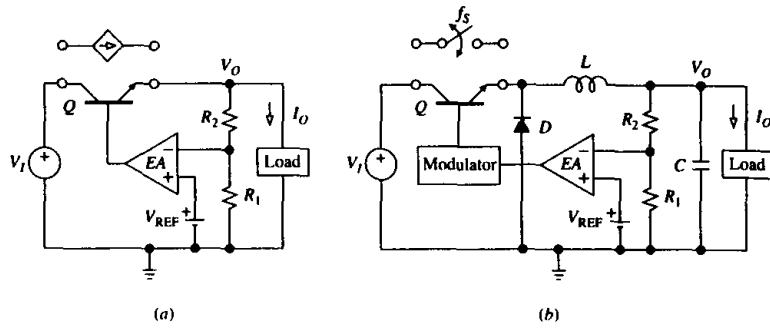 V_O
Q
R_2
I_O
V_I
+
EA
−
+
Load
V_REF
+
R_1
(a)
f_S
L
V_O
Q
R_2
I_O
D
V_I
+
Modulator
EA
−
+
C
Load
V_REF
+
R_1
(b)